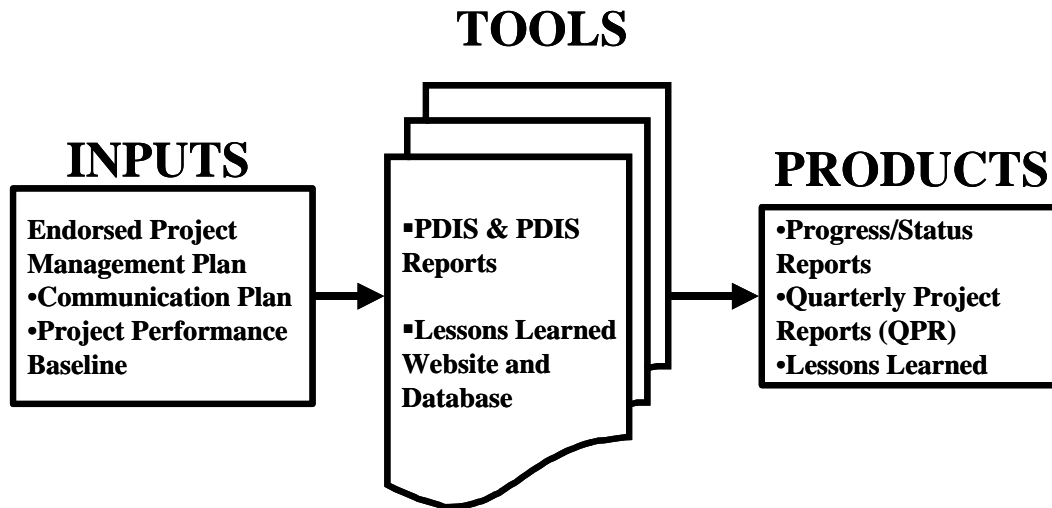 TOOLS
INPUTS
Endorsed Project
Management Plan
•Communication Plan
•Project Performance
Baseline
▪PDIS & PDIS
Reports
▪Lessons Learned
Website and
Database
PRODUCTS
•Progress/Status
Reports
•Quarterly Project
Reports (QPR)
•Lessons Learned